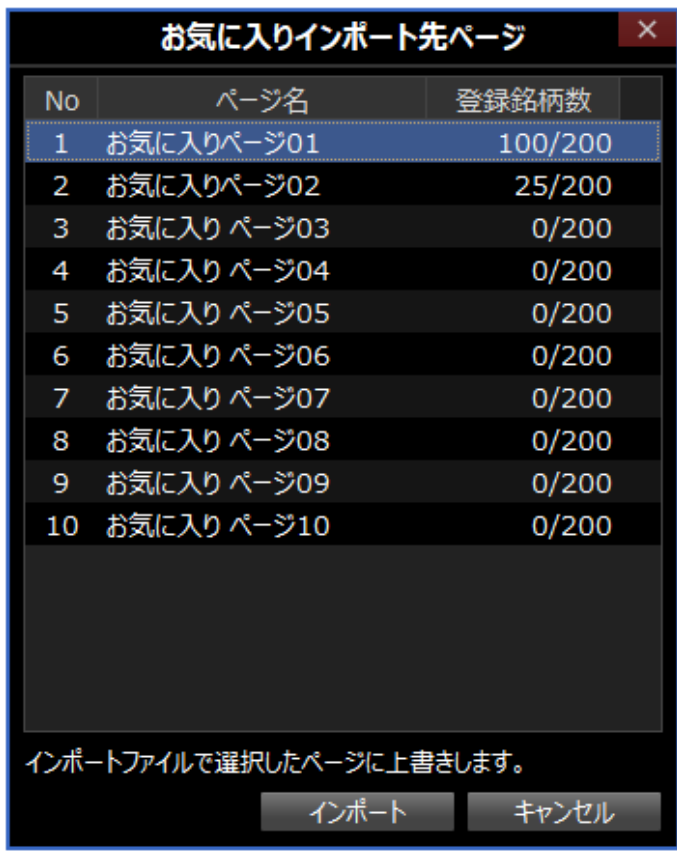 お気に入りインポート先ページ ×
No ページ名 登録銘柄数
1 お気に入りページ01 100/200
2 お気に入りページ02 25/200
3 お気に入り ページ03 0/200
4 お気に入り ページ04 0/200
5 お気に入り ページ05 0/200
6 お気に入り ページ06 0/200
7 お気に入り ページ07 0/200
8 お気に入り ページ08 0/200
9 お気に入り ページ09 0/200
10 お気に入り ページ10 0/200
インポートファイルで選択したページに上書きします。
インポート キャンセル